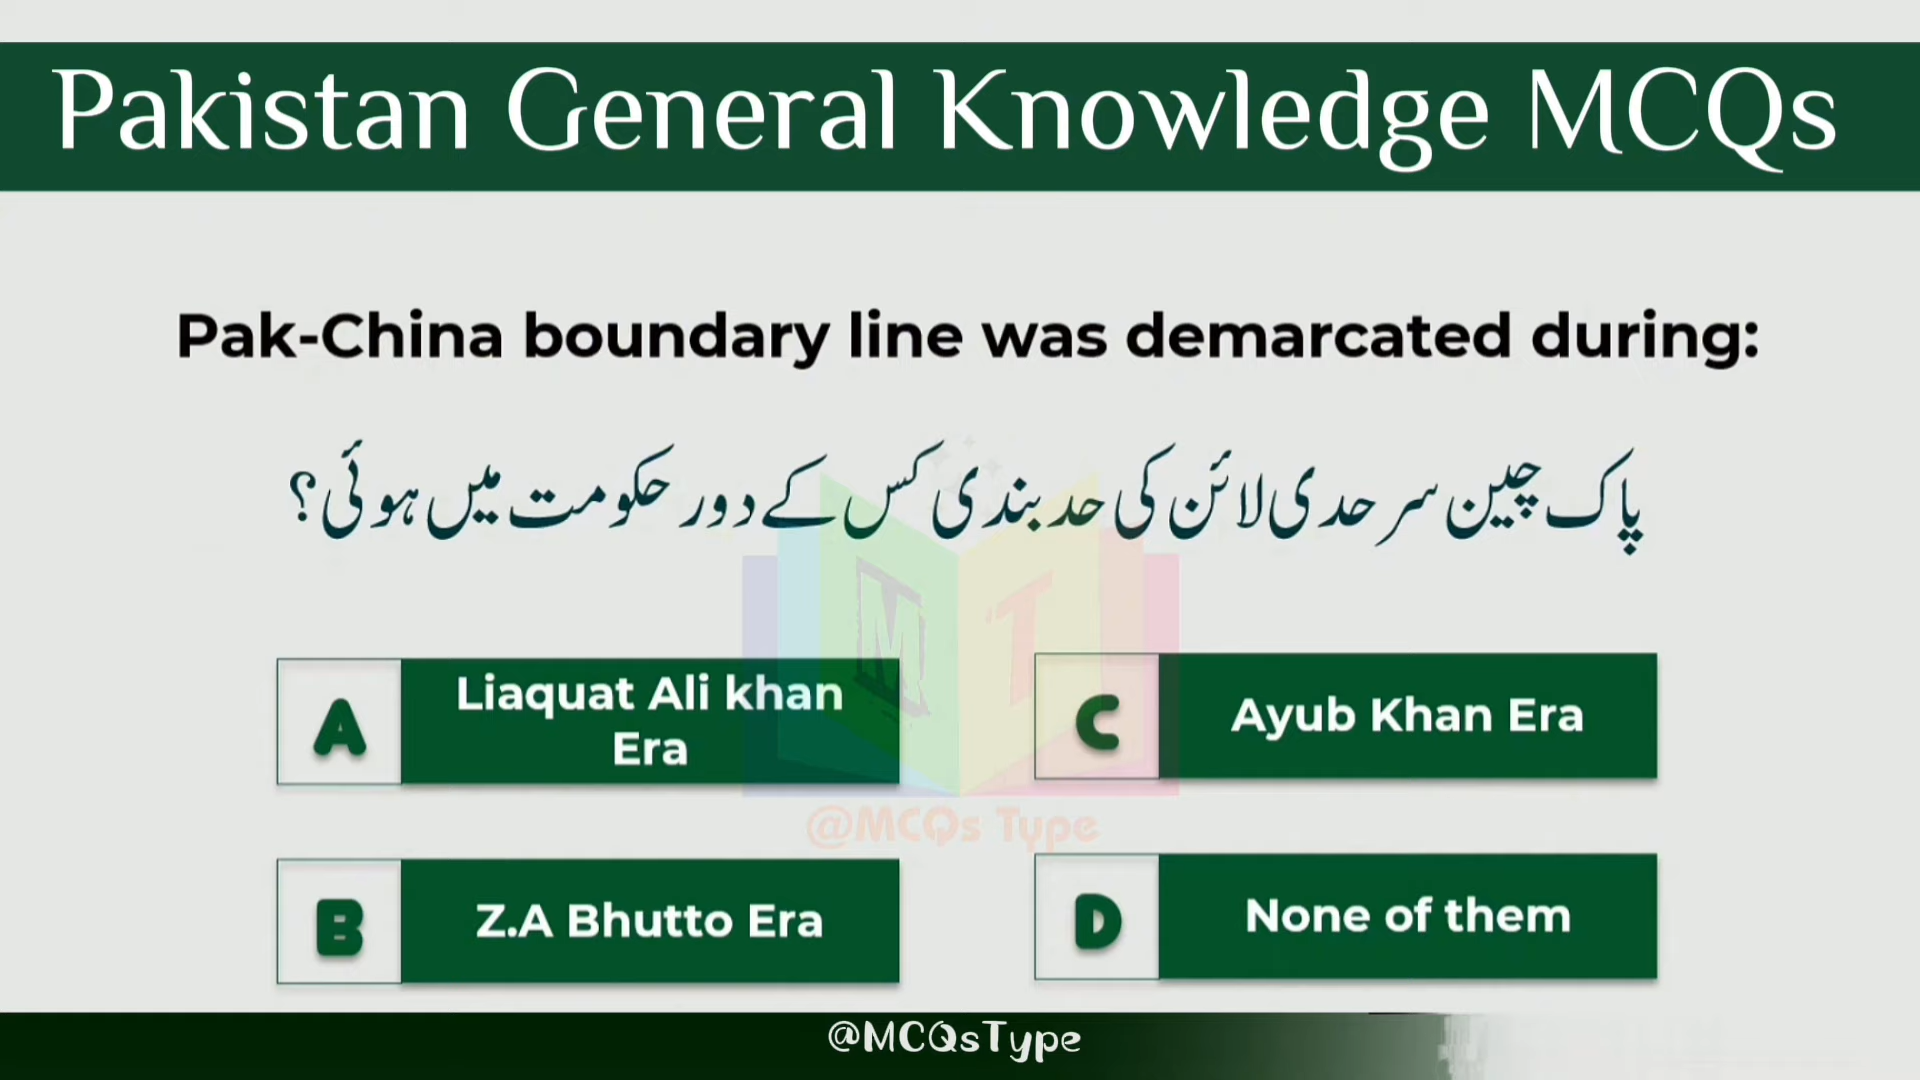 Pakistan General Knowledge MCQs
Pak-China boundary line was demarcated during:
پاک چین سرحدی لائن کی حد بندی کس کے دور حکومت میں ہوئی؟
A
Liaquat Ali khan
Era
C
Ayub Khan Era
M T
@MCQs Type
B
Z.A Bhutto Era
D
None of them
@MCQsType